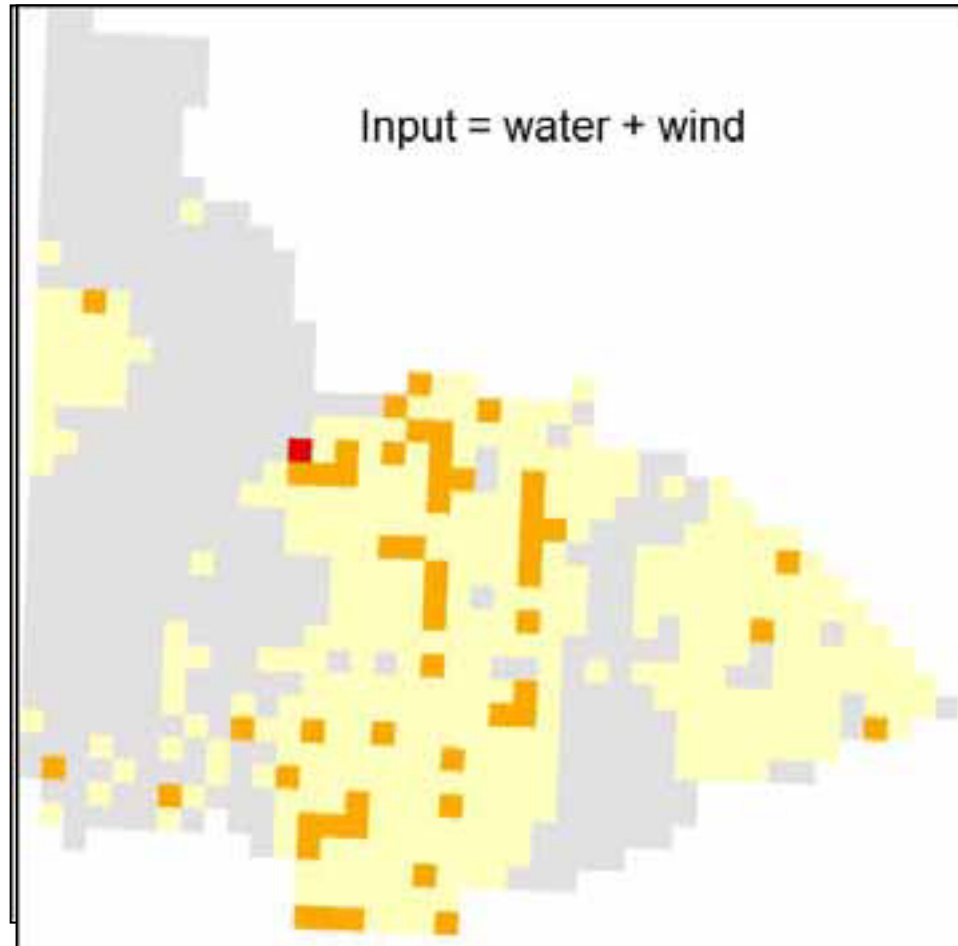 Input = water + wind